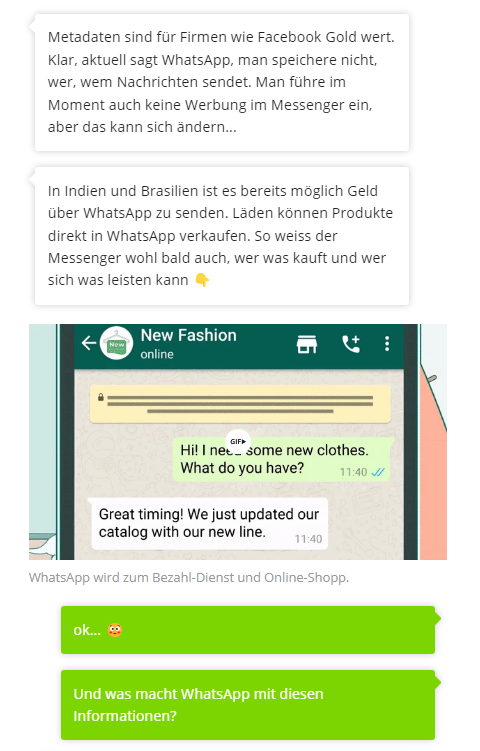 Metadaten sind für Firmen wie Facebook Gold wert.
Klar, aktuell sagt WhatsApp, man speichere nicht,
wer, wem Nachrichten sendet. Man führe im
Moment auch keine Werbung im Messenger ein,
aber das kann sich ändern...
In Indien und Brasilien ist es bereits möglich Geld
über WhatsApp zu senden. Läden können Produkte
direkt in WhatsApp verkaufen. So weiss der
Messenger wohl bald auch, wer was kauft und wer
sich was leisten kann 👇
New Fashion
online
New
GIF
Hi! I need some new clothes.
What do you have?
11:40
Great timing! We just updated our
catalog with our new line.
11:40
WhatsApp wird zum Bezahl-Dienst und Online-Shopp.
ok... 😳
Und was macht WhatsApp mit diesen
Informationen?